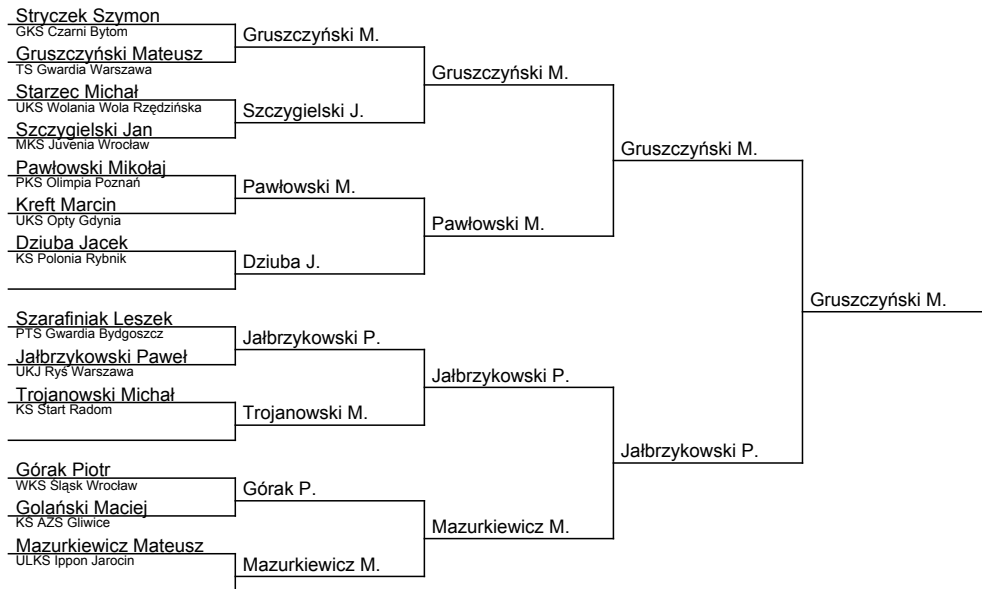 Stryczek Szymon
GKS Czarni Bytom
Gruszczyński Mateusz
TS Gwardia Warszawa
Starzec Michał
UKS Wolania Wola Rzędzińska
Szczygielski Jan
MKS Juvenia Wrocław
Pawłowski Mikołaj
PKS Olimpia Poznań
Kreft Marcin
UKS Opty Gdynia
Dziuba Jacek
KS Polonia Rybnik
Szarafiniak Leszek
PTS Gwardia Bydgoszcz
Jałbrzykowski Paweł
UKJ Ryś Warszawa
Trojanowski Michał
KS Start Radom
Górak Piotr
WKS Śląsk Wrocław
Golański Maciej
KS AZS Gliwice
Mazurkiewicz Mateusz
ULKS Ippon Jarocin
Gruszczyński M.
Szczygielski J.
Pawłowski M.
Dziuba J.
Jałbrzykowski P.
Trojanowski M.
Górak P.
Mazurkiewicz M.
Gruszczyński M.
Pawłowski M.
Jałbrzykowski P.
Mazurkiewicz M.
Gruszczyński M.
Jałbrzykowski P.
Gruszczyński M.